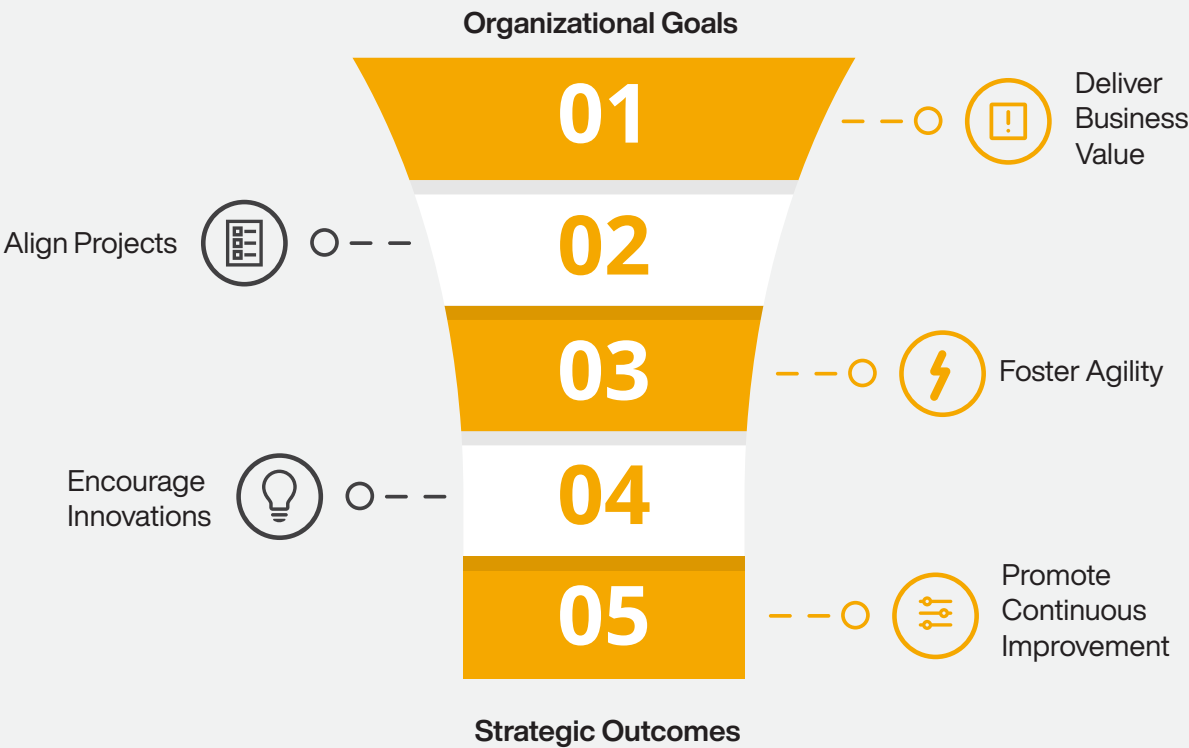 Organizational Goals
01
Deliver
Business
Value
02
Align Projects
03
Foster Agility
04
Encourage
Innovations
05
Promote
Continuous
Improvement
Strategic Outcomes